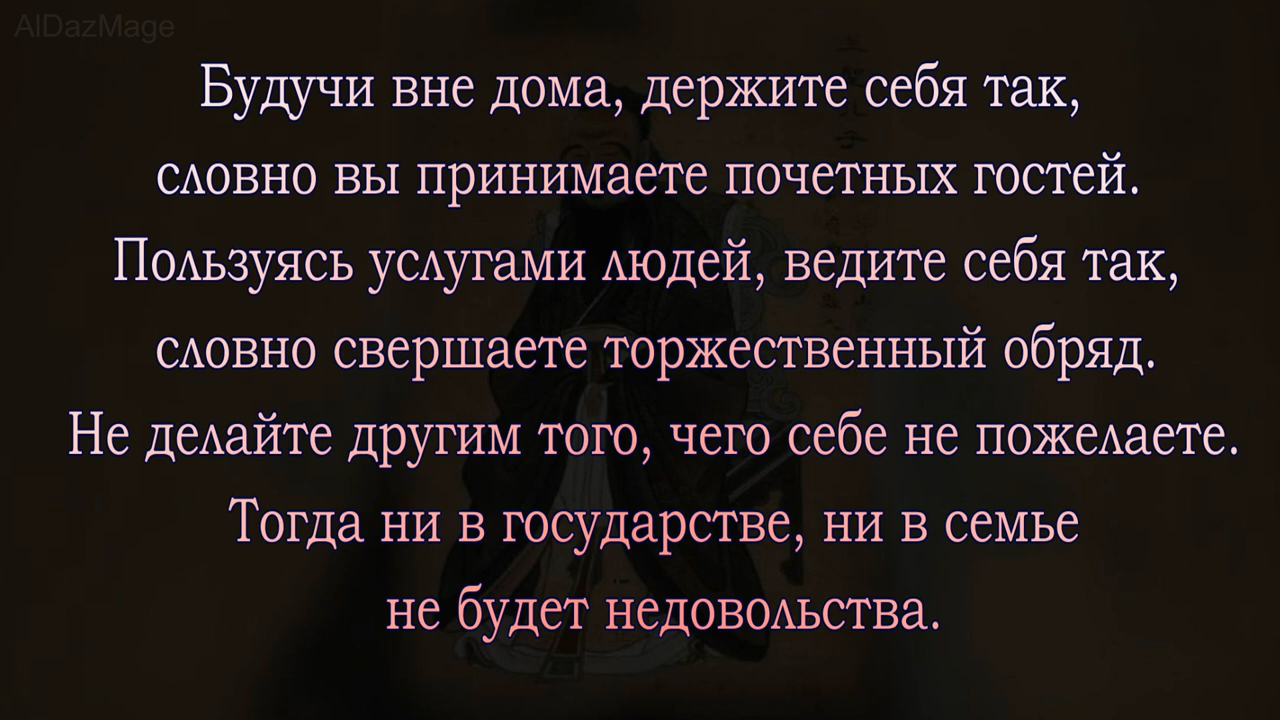 AlDazMage
Будучи вне дома, держите себя так,
словно вы принимаете почетных гостей.
Пользуясь услугами людей, ведите себя так,
словно свершаете торжественный обряд.
Не делайте другим того, чего себе не пожелаете.
Тогда ни в государстве, ни в семье
не будет недовольства.